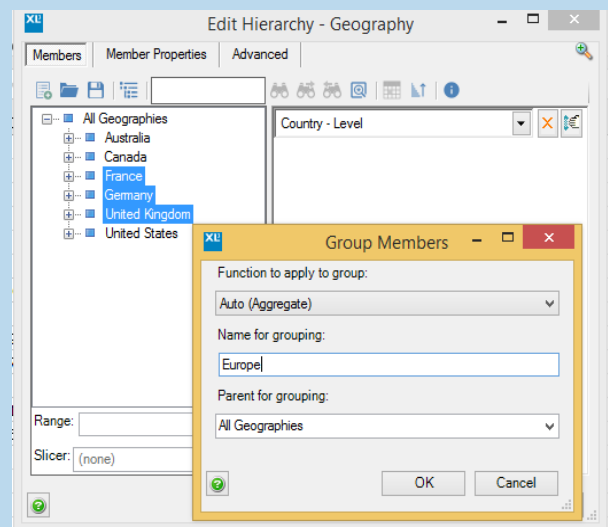 XL
Edit Hierarchy - Geography
Members
Member Properties
Advanced
All Geographies
Australia
Canada
France
Germany
United Kingdom
United States
Country - Level
Range:
Slicer: (none)
XL
Group Members
Function to apply to group:
Auto (Aggregate)
Name for grouping:
Europe
Parent for grouping:
All Geographies
OK
Cancel